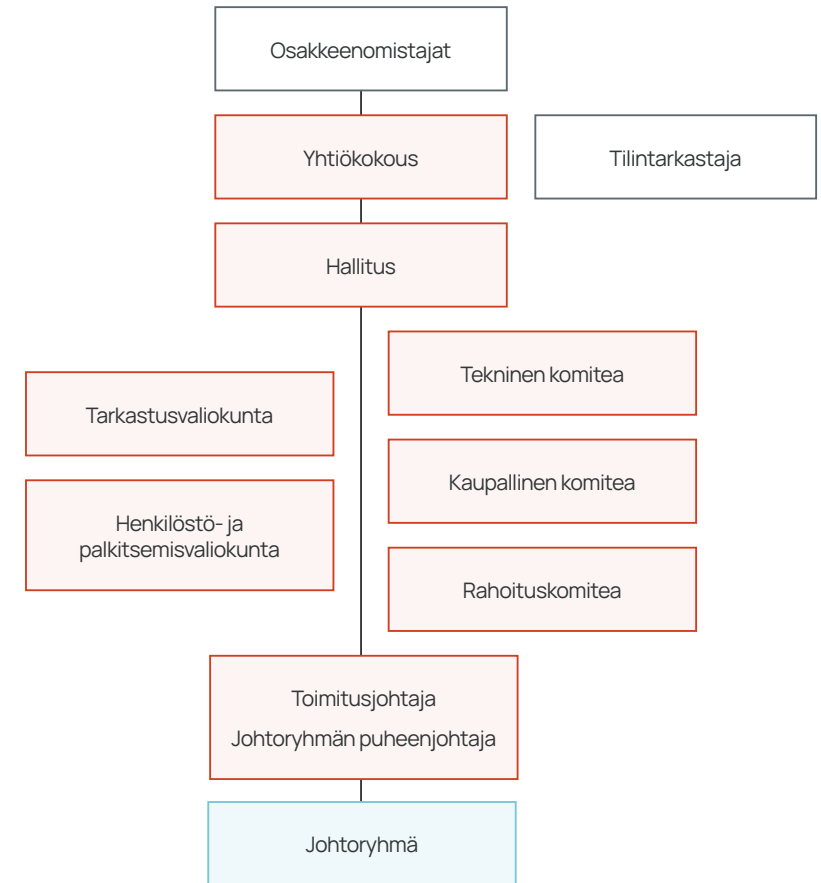 Osakkeenomistajat
Yhtiökokous
Tilintarkastaja
Hallitus
Tekninen komitea
Tarkastusvaliokunta
Kaupallinen komitea
Henkilöstö- ja
palkitsemisvaliokunta
Rahoituskomitea
Toimitusjohtaja
Johtoryhmän puheenjohtaja
Johtoryhmä